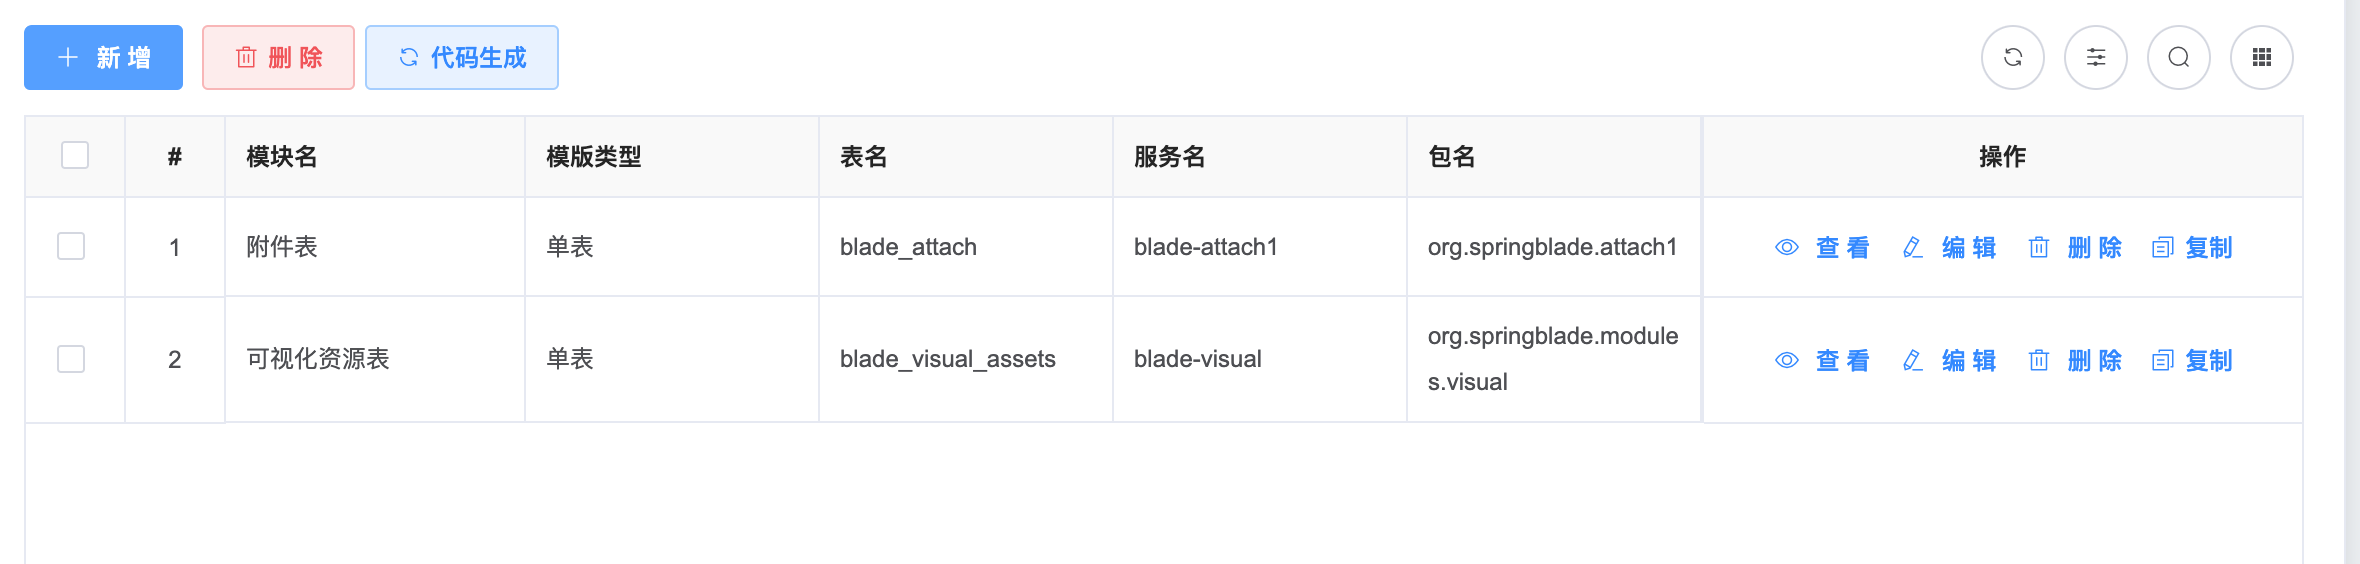 新 增 删 除 代码生成
# 模块名 模版类型 表名 服务名 包名 操作
1 附件表 单表 blade_attach blade-attach1 org.springblade.attach1 查 看 编 辑 删 除 复制
2 可视化资源表 单表 blade_visual_assets blade-visual org.springblade.module
s.visual 查 看 编 辑 删 除 复制